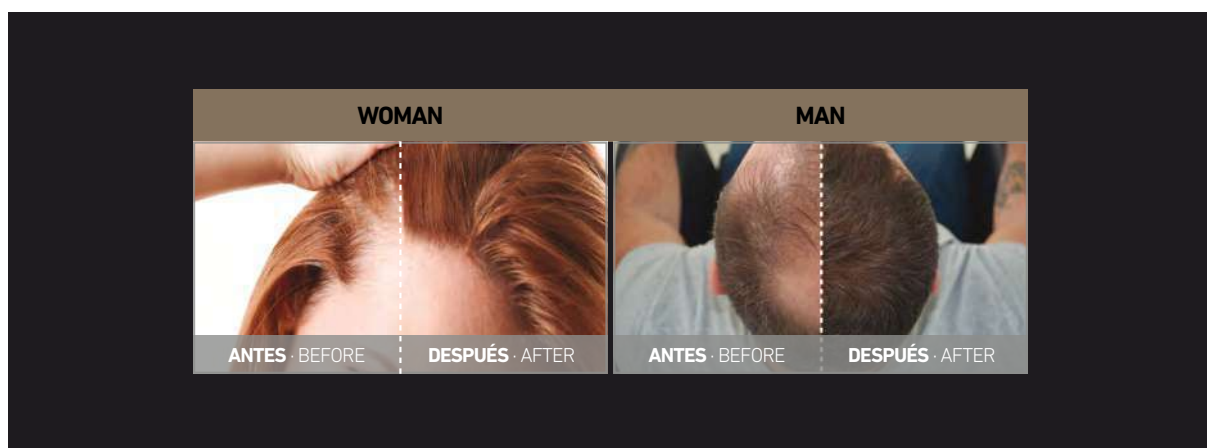 WOMAN
MAN
ANTES · BEFORE
DESPUÉS · AFTER
ANTES · BEFORE
DESPUÉS · AFTER